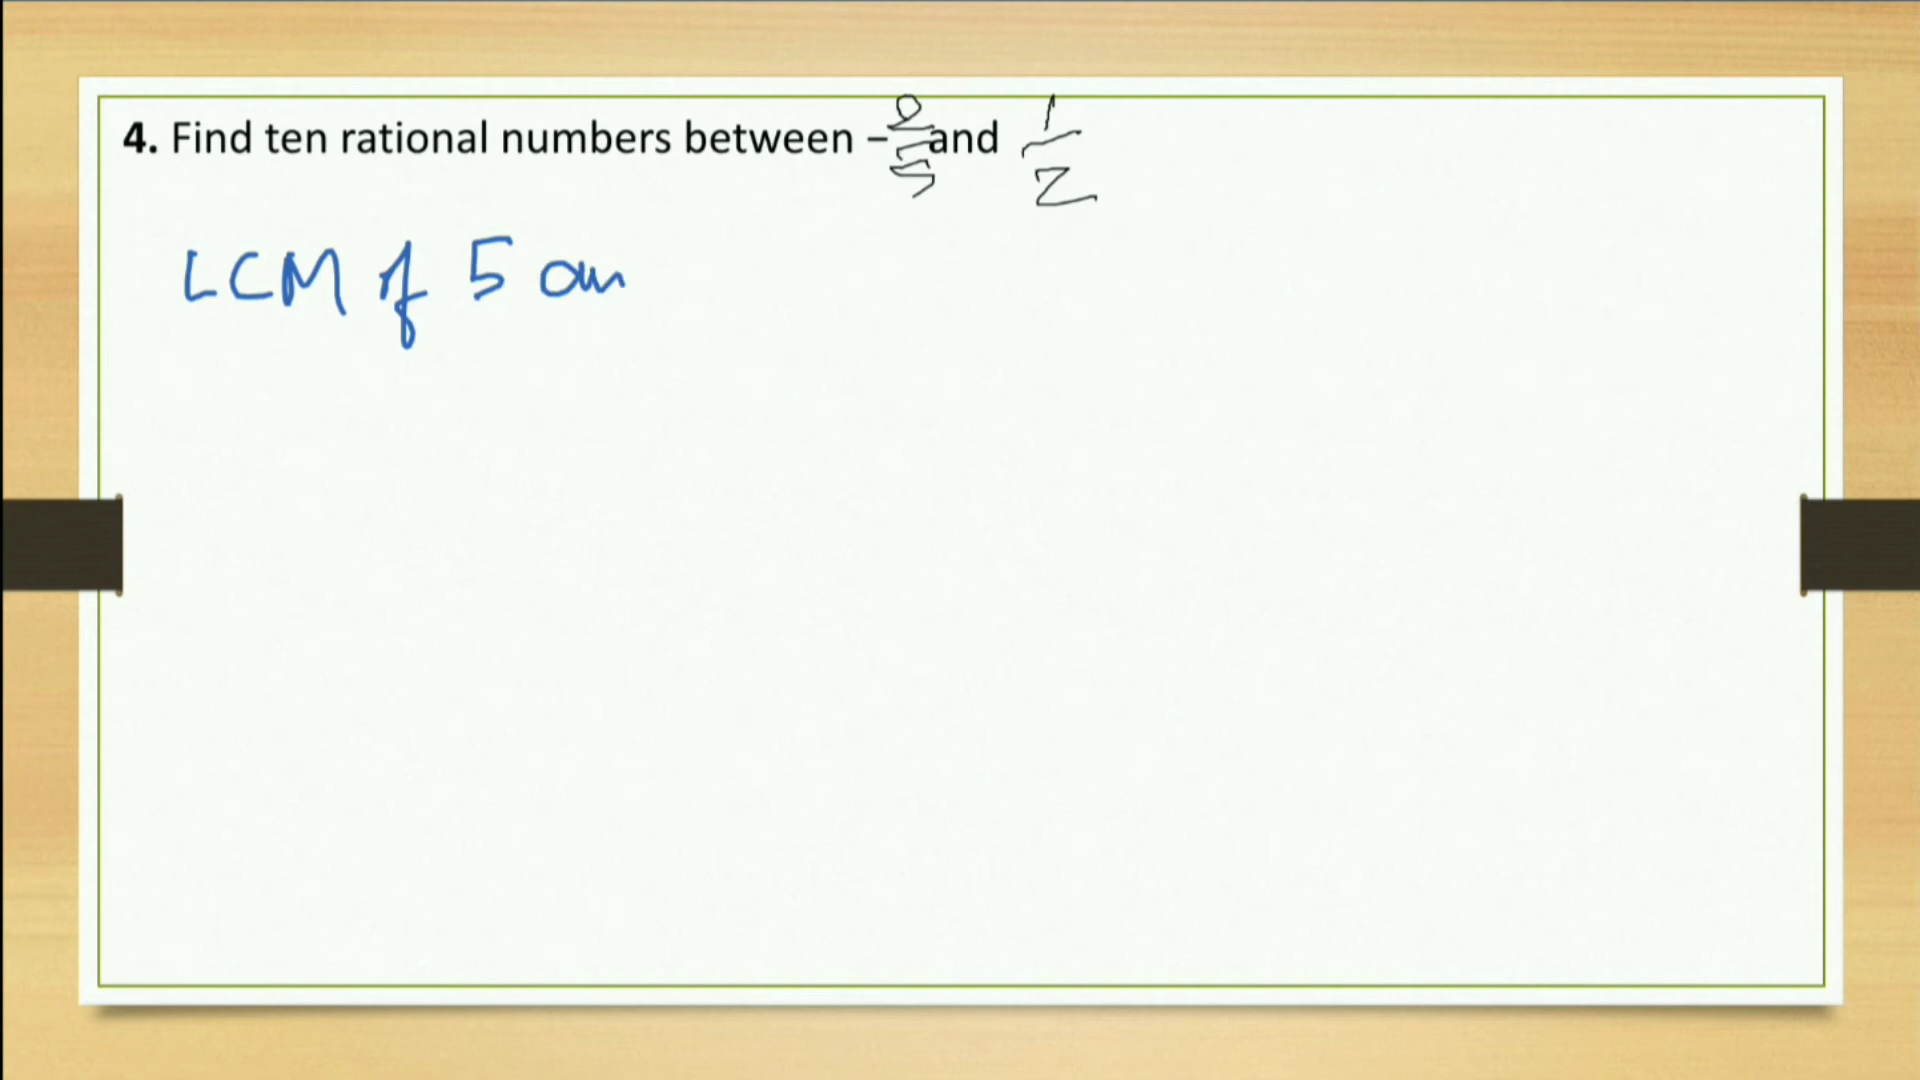 4. Find ten rational numbers between –2/5 and 1/2
LCM of 5 an